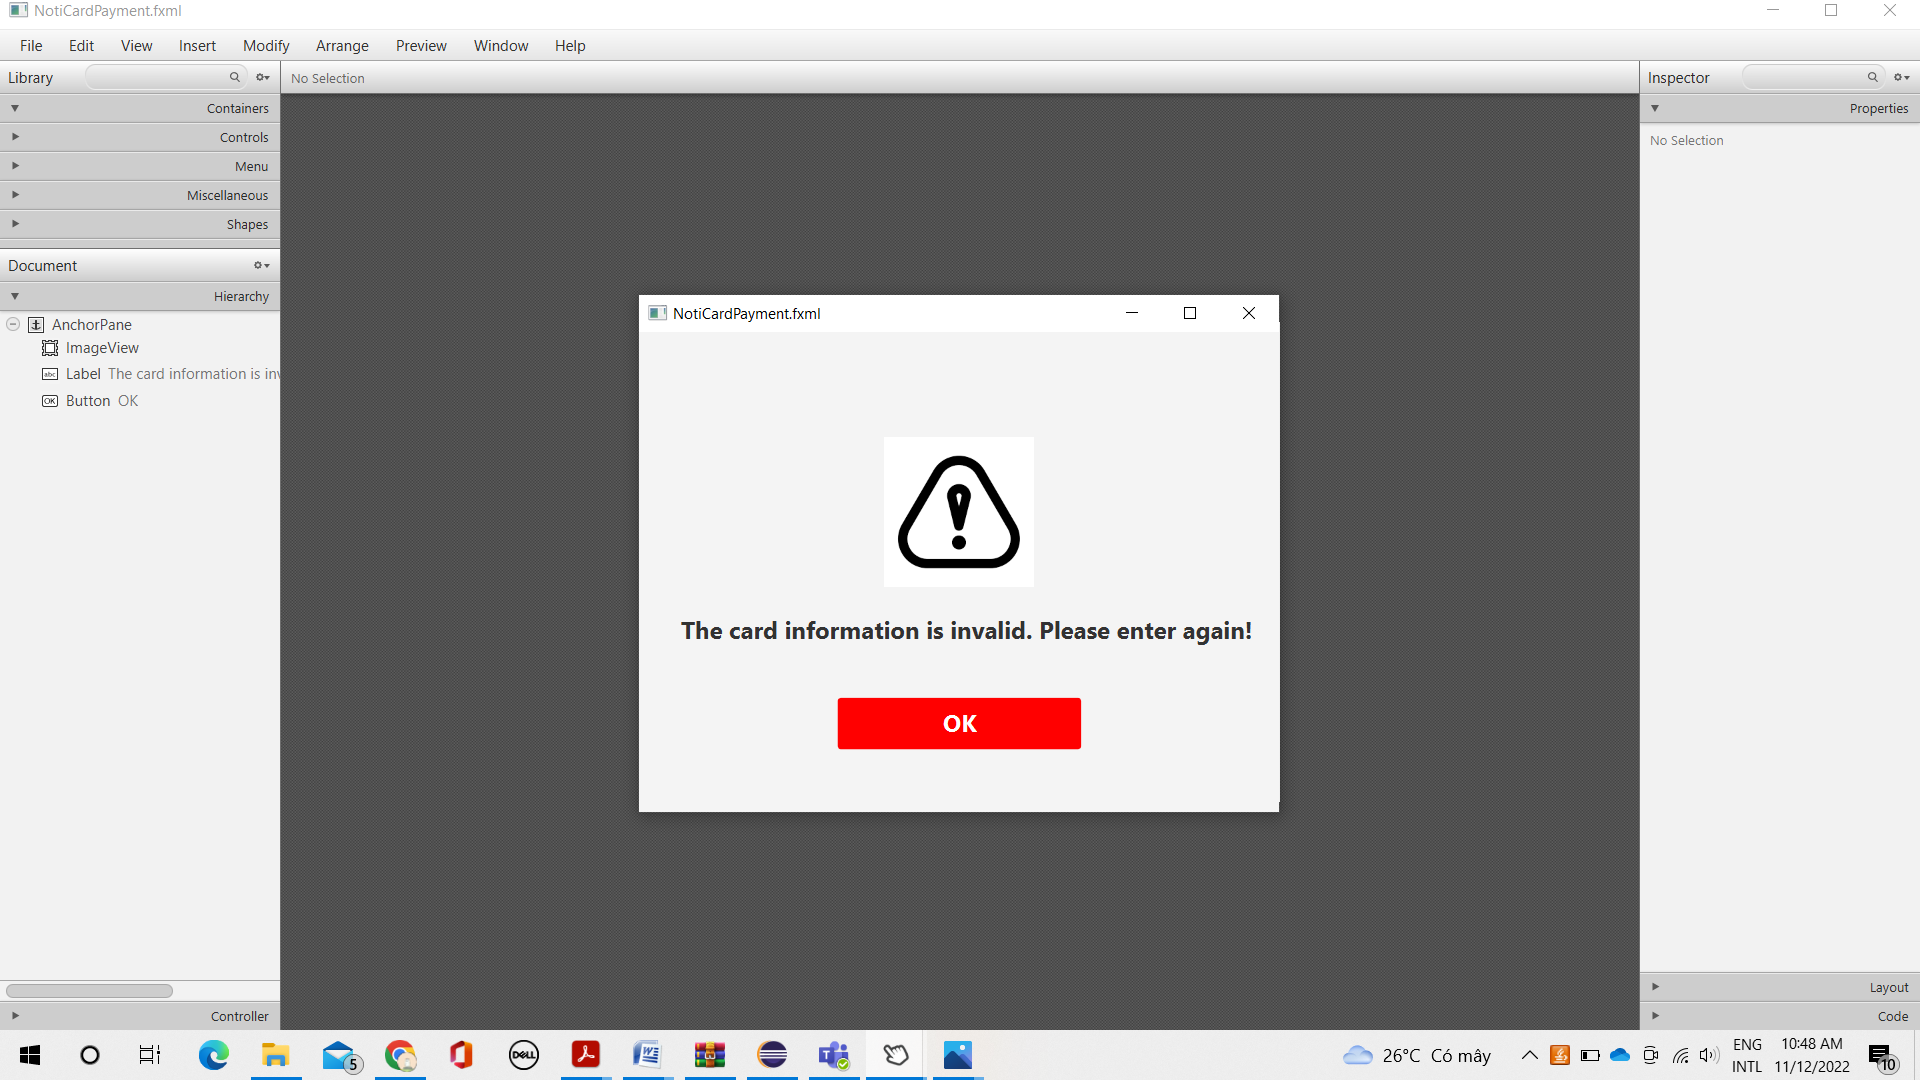 NotiCardPayment.fxml
File Edit View Insert Modify Arrange Preview Window Help
Library
No Selection
Inspector
Containers
Properties
Controls
No Selection
Menu
Miscellaneous
Shapes
Document
Hierarchy
AnchorPane
ImageView
Label The card information is inv
abc
Button OK
OK
NotiCardPayment.fxml
The card information is invalid. Please enter again!
OK
Layout
Controller
Code
5
DELL
26°C Có mây
ENG
INTL
10:48 AM
11/12/2022
10